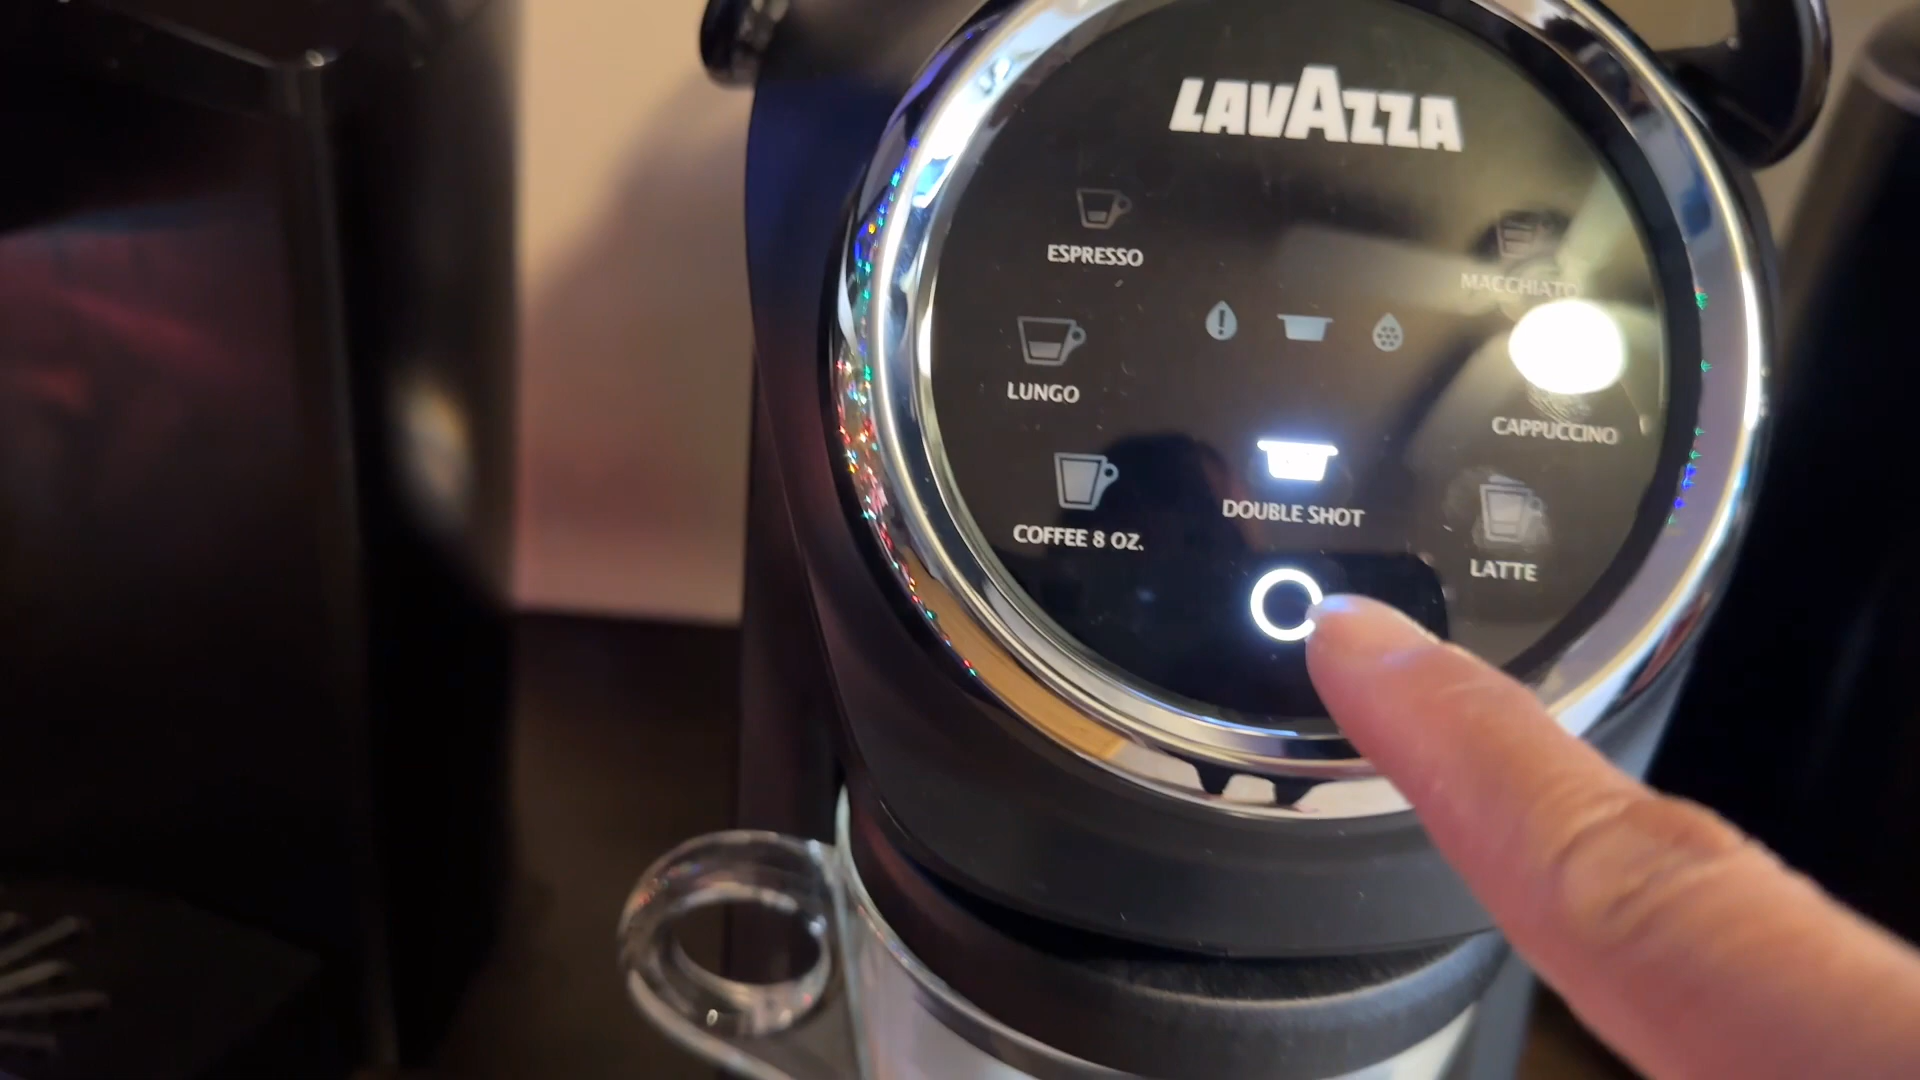 LAVAZZA
ESPRESSO
MACCHIATO
LUNGO
CAPPUCCINO
COFFEE 8 OZ.
DOUBLE SHOT
LATTE